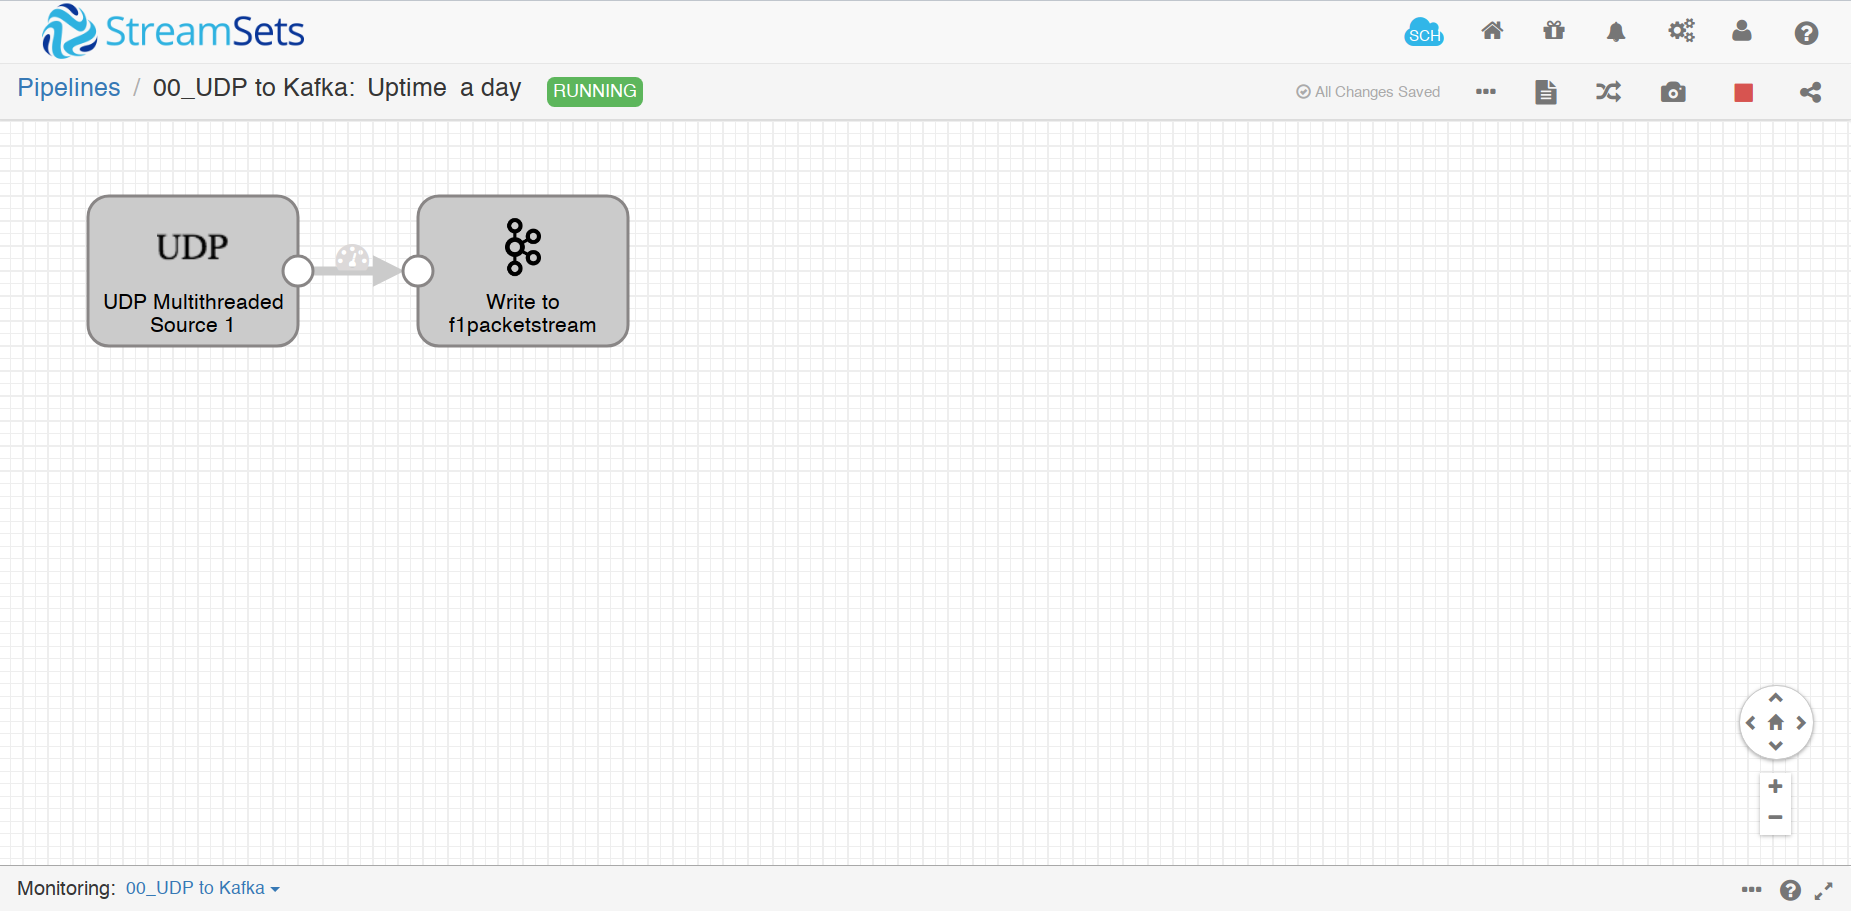 StreamSets
SCH
Pipelines / 00_UDP to Kafka: Uptime a day RUNNING
All Changes Saved
UDP
UDP Multithreaded
Source 1
Write to
f1packetstream
Monitoring: 00_UDP to Kafka